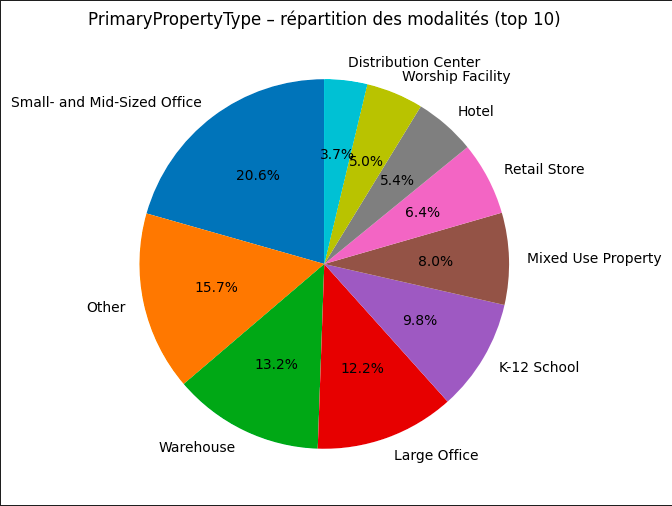 PrimaryPropertyType – répartition des modalités (top 10)
Distribution Center
Worship Facility
Small- and Mid-Sized Office
Hotel
3.7%
5.0%
Retail Store
20.6%
5.4%
6.4%
Mixed Use Property
8.0%
15.7%
Other
9.8%
13.2%
12.2%
K-12 School
Warehouse
Large Office